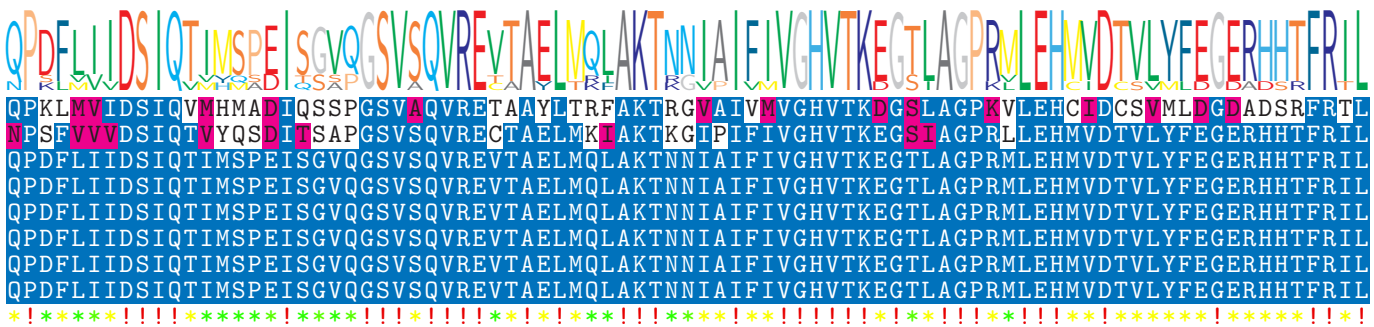 QPDFLIIDSIQTIMSPEISGVQGSVSQVREVTAELMQLAKTNNIAIFIVGHVTKEGTLAGPRMLEHMVDTVLYFEGERHHTFRIL
QPKLMVIDSIQVMHMADIQSSPGSVAQVRETAAYLTRFAKTRGVAIVMVGHVTKDGSLAGPKVLEHCIDCSVMLDGDADSRFRTL
NPSFVVVDSIQTVYQSDITSAPGSVSQVRECTAELMKIAKTKGIPIFIVGHVTKEGSIAGPRLLEHMVDTVLYFEGERHHTFRIL
QPDFLIIDSIQTIMSPEISGVQGSVSQVREVTAELMQLAKTNNIAIFIVGHVTKEGTLAGPRMLEHMVDTVLYFEGERHHTFRIL
QPDFLIIDSIQTIMSPEISGVQGSVSQVREVTAELMQLAKTNNIAIFIVGHVTKEGTLAGPRMLEHMVDTVLYFEGERHHTFRIL
QPDFLIIDSIQTIMSPEISGVQGSVSQVREVTAELMQLAKTNNIAIFIVGHVTKEGTLAGPRMLEHMVDTVLYFEGERHHTFRIL
QPDFLIIDSIQTIMSPEISGVQGSVSQVREVTAELMQLAKTNNIAIFIVGHVTKEGTLAGPRMLEHMVDTVLYFEGERHHTFRIL
QPDFLIIDSIQTIMSPEISGVQGSVSQVREVTAELMQLAKTNNIAIFIVGHVTKEGTLAGPRMLEHMVDTVLYFEGERHHTFRIL
QPDFLIIDSIQTIMSPEISGVQGSVSQVREVTAELMQLAKTNNIAIFIVGHVTKEGTLAGPRMLEHMVDTVLYFEGERHHTFRIL
*!*****!!!!******!****!!!*!!!!**!*!***!!!****!**!!!!!!*!**!!!**!!!**!******!*****!!*!